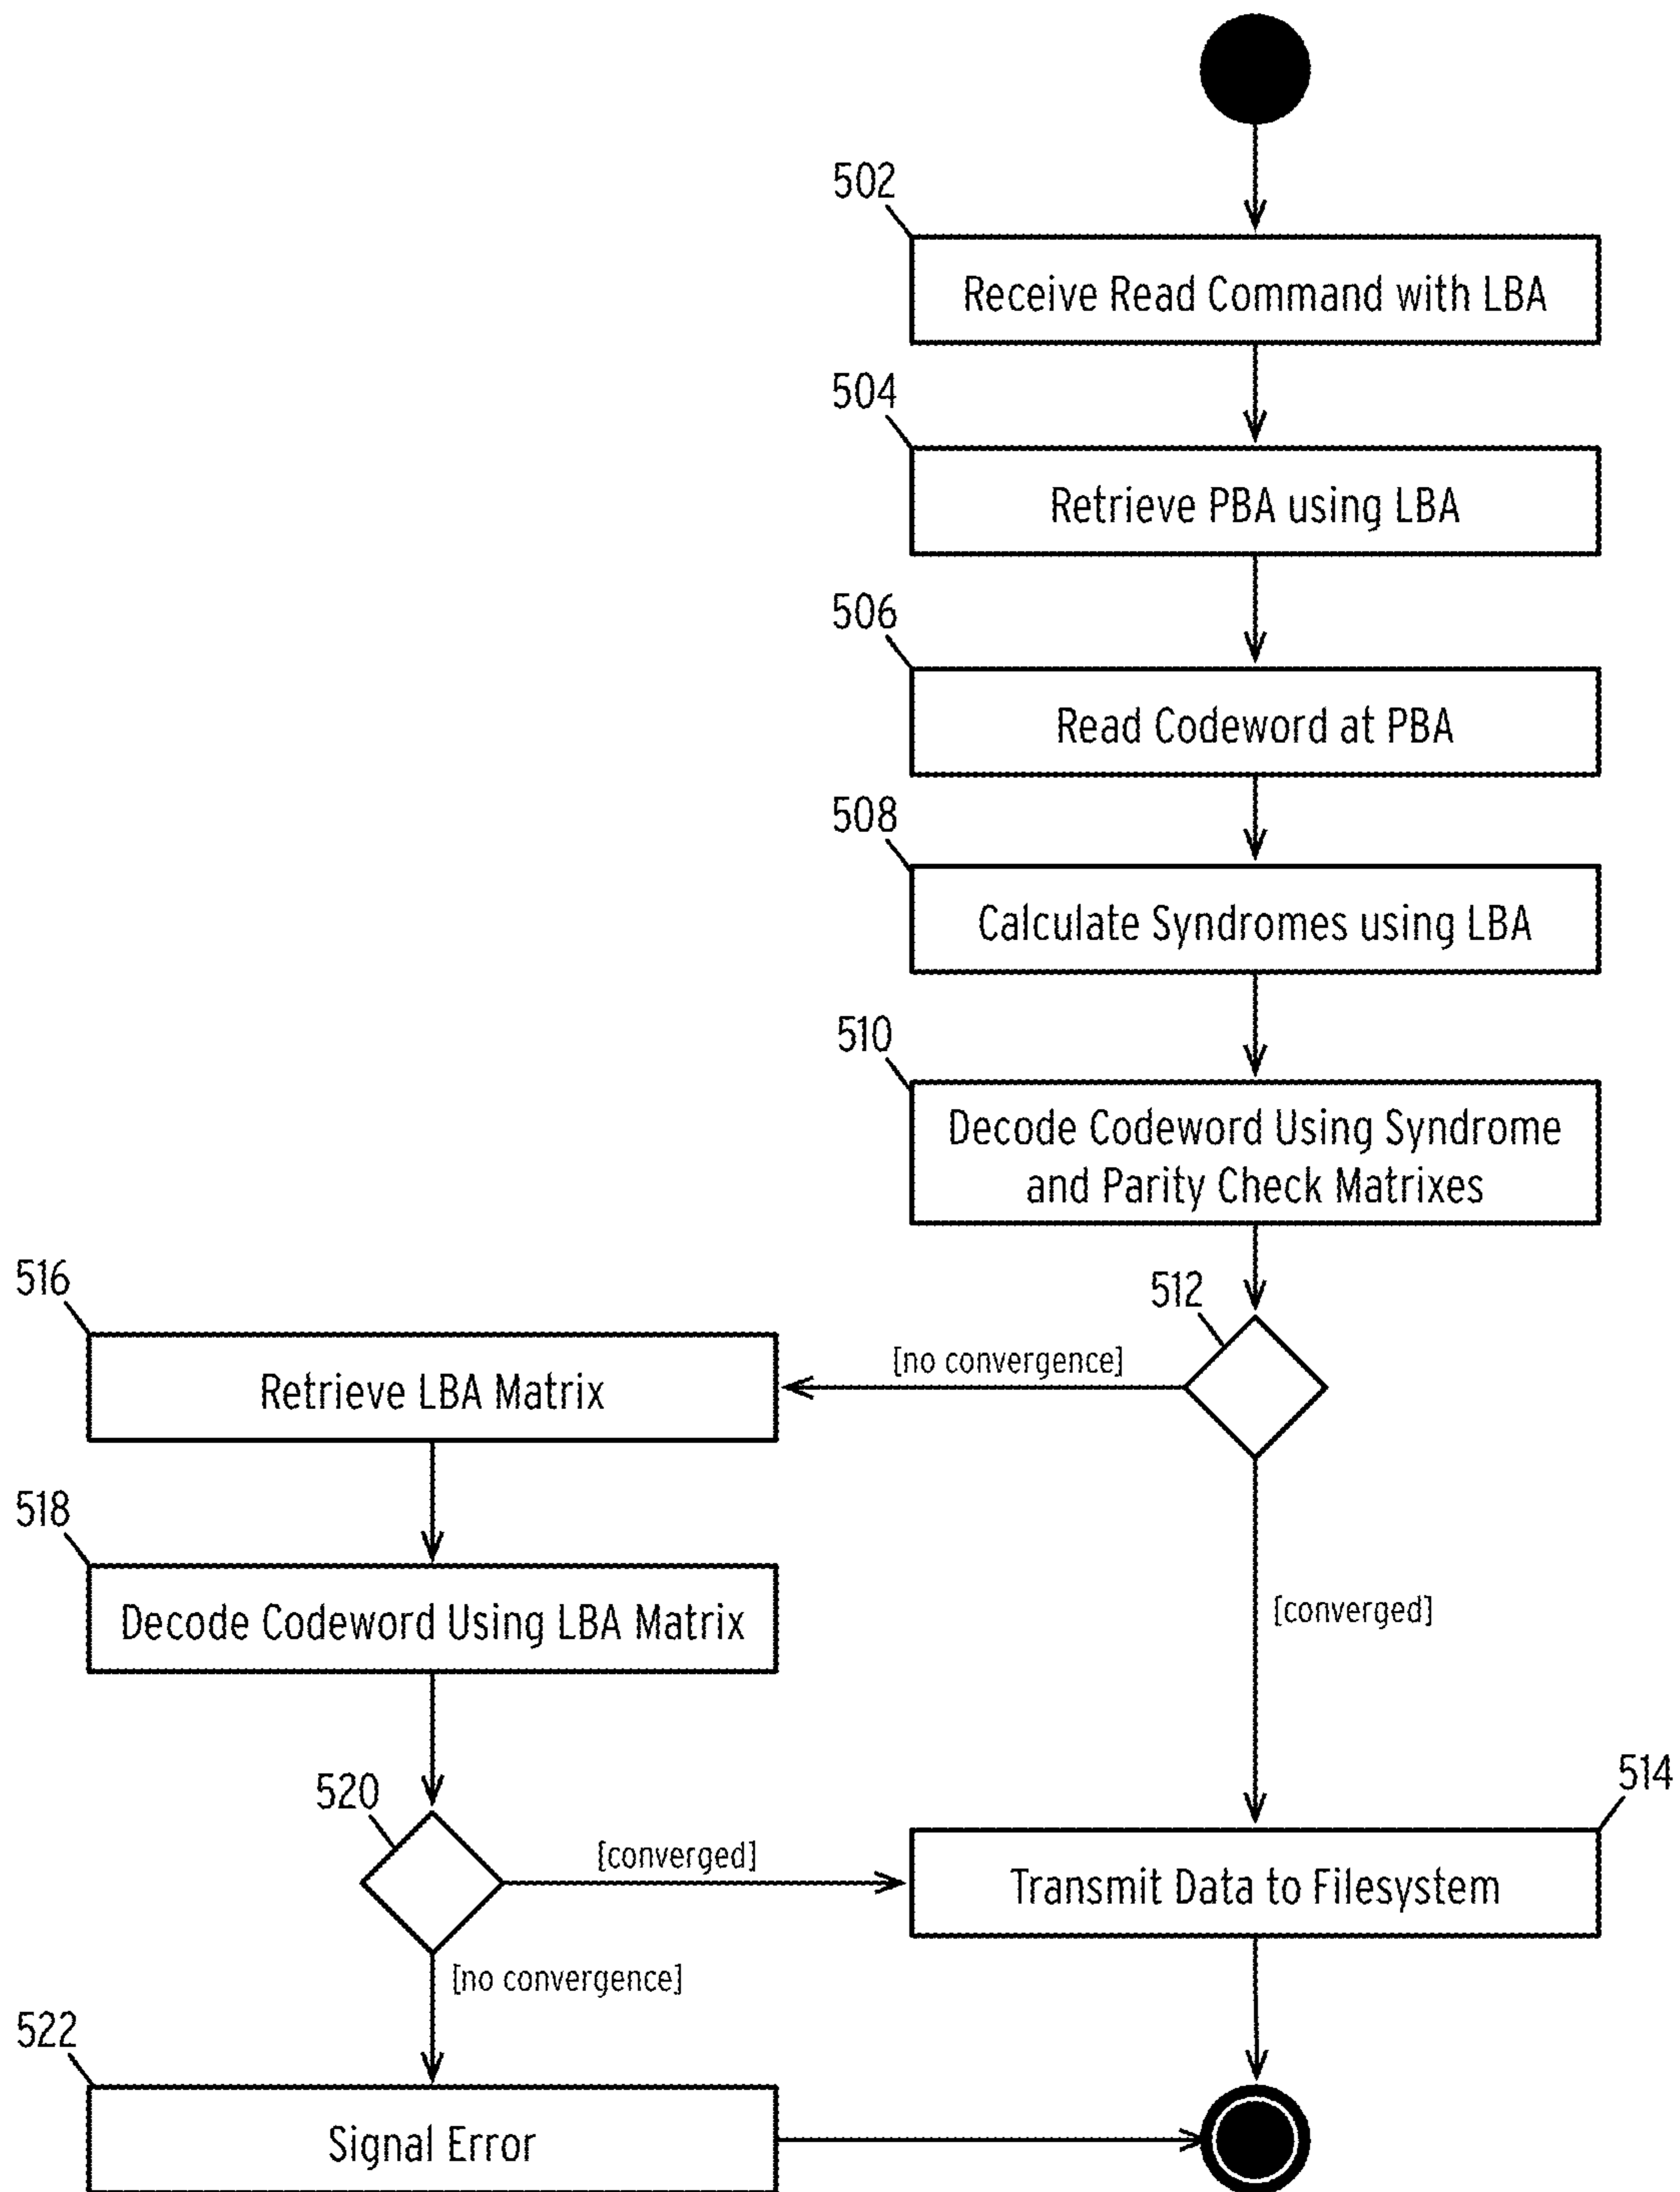 502
Receive Read Command with LBA
504
Retrieve PBA using LBA
506
Read Codeword at PBA
508
Calculate Syndromes using LBA
510
Decode Codeword Using Syndrome
and Parity Check Matrixes
512
[no convergence]
[converged]
516
Retrieve LBA Matrix
518
Decode Codeword Using LBA Matrix
520
[converged]
[no convergence]
514
Transmit Data to Filesystem
522
Signal Error